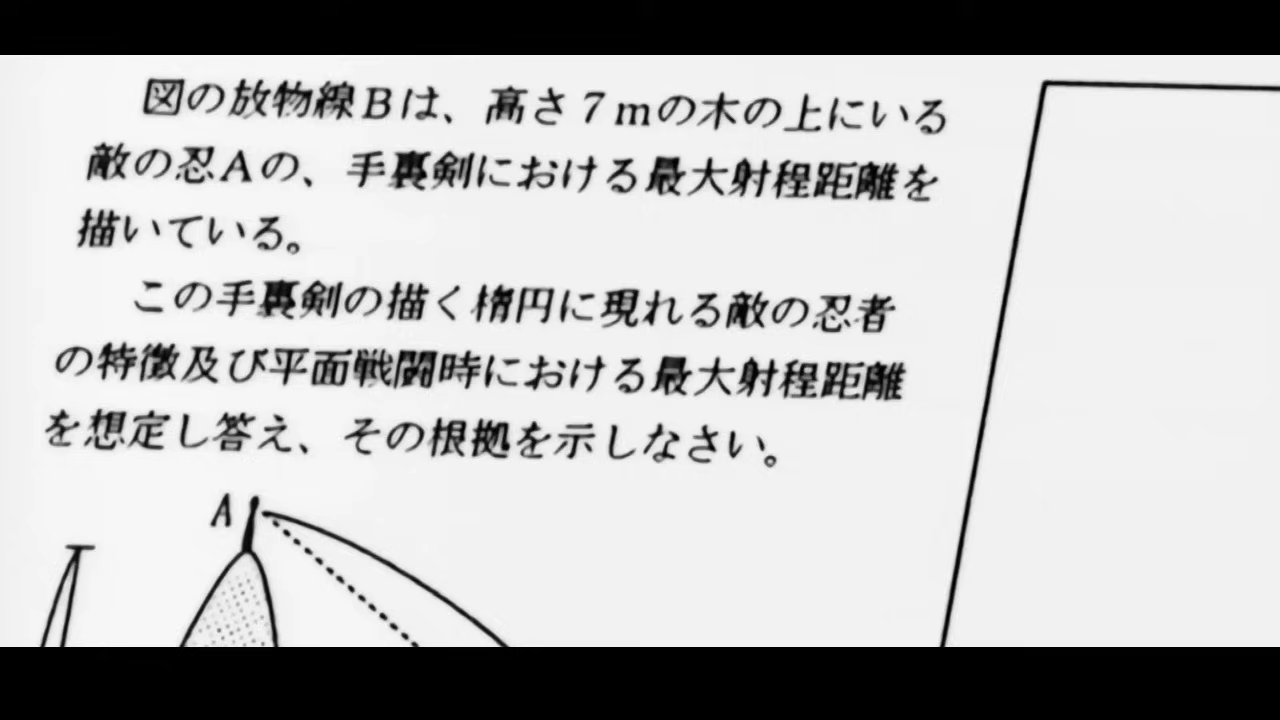 図の放物線Bは、高さ7mの木の上にいる
敵の忍Aの、手裏剣における最大射程距離を
描いている。
この手裏剣の描く楕円に現れる敵の忍者
の特徴及び平面戦闘時における最大射程距離
を想定し答え、その根拠を示しなさい。
A